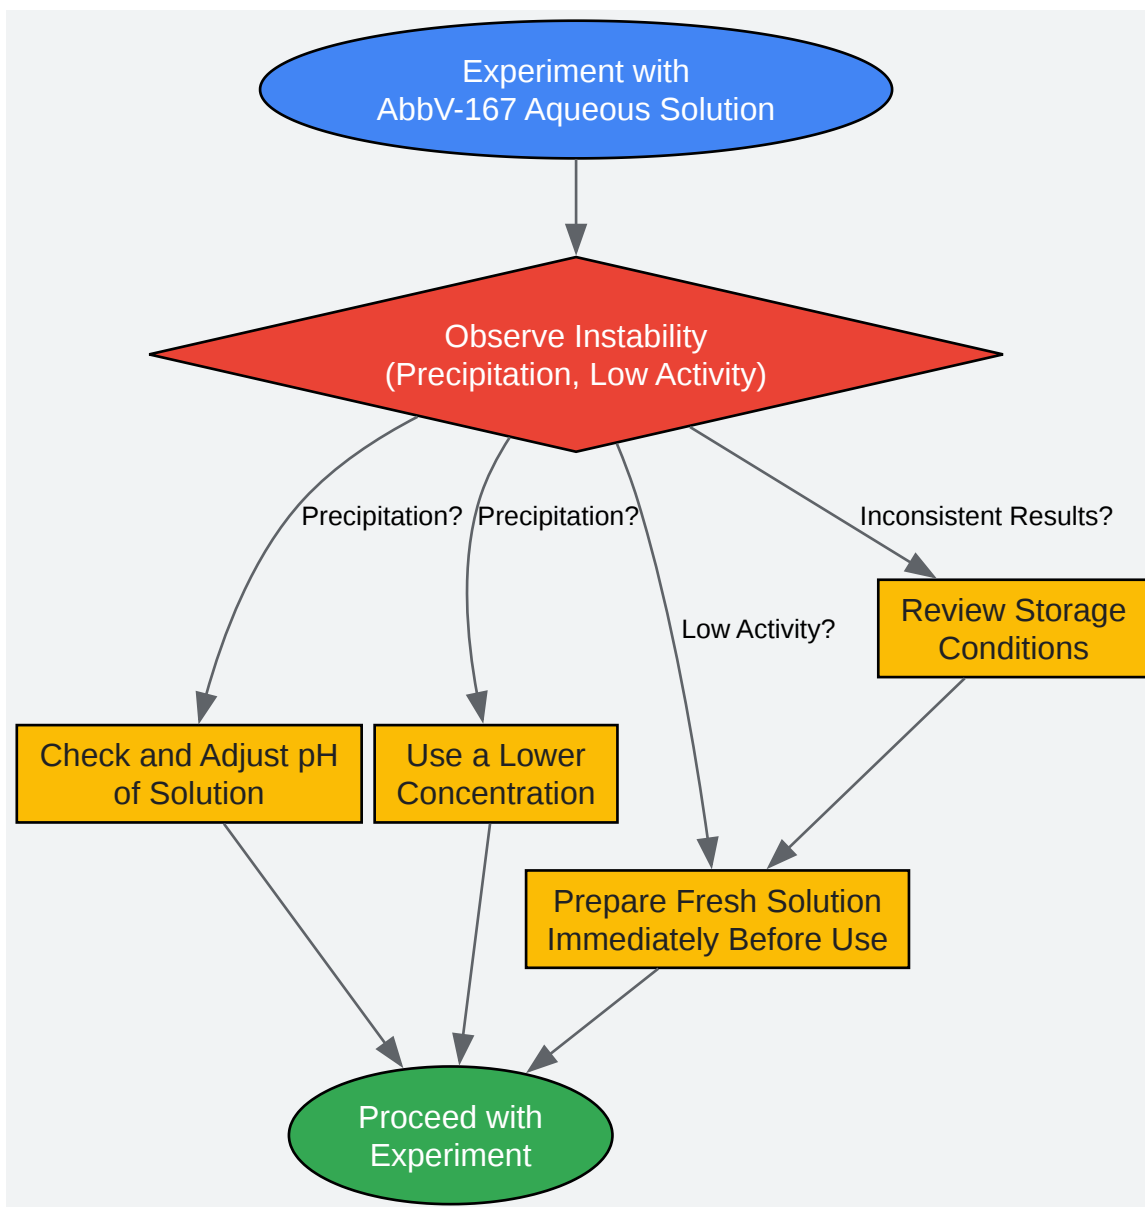 Experiment with
AbbV-167 Aqueous Solution
Observe Instability
(Precipitation, Low Activity)
Precipitation?
Precipitation?
Inconsistent Results?
Low Activity?
Review Storage
Conditions
Check and Adjust pH
of Solution
Use a Lower
Concentration
Prepare Fresh Solution
Immediately Before Use
Proceed with
Experiment